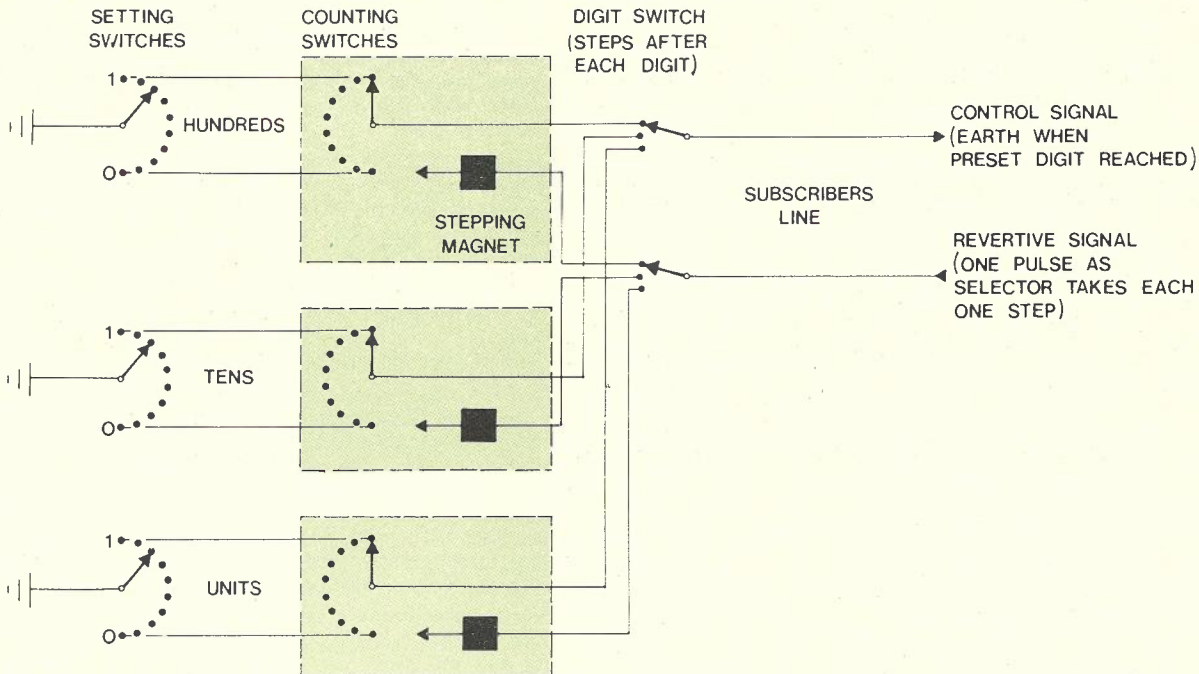 SETTING
SWITCHES
COUNTING
SWITCHES
DIGIT SWITCH
(STEPS AFTER
EACH DIGIT)
1
HUNDREDS
0
STEPPING
MAGNET
CONTROL SIGNAL
(EARTH WHEN
PRESET DIGIT REACHED)
SUBSCRIBERS
LINE
REVERTIVE SIGNAL
(ONE PULSE AS
SELECTOR TAKES EACH
ONE STEP)
1
TENS
0
1
UNITS
0